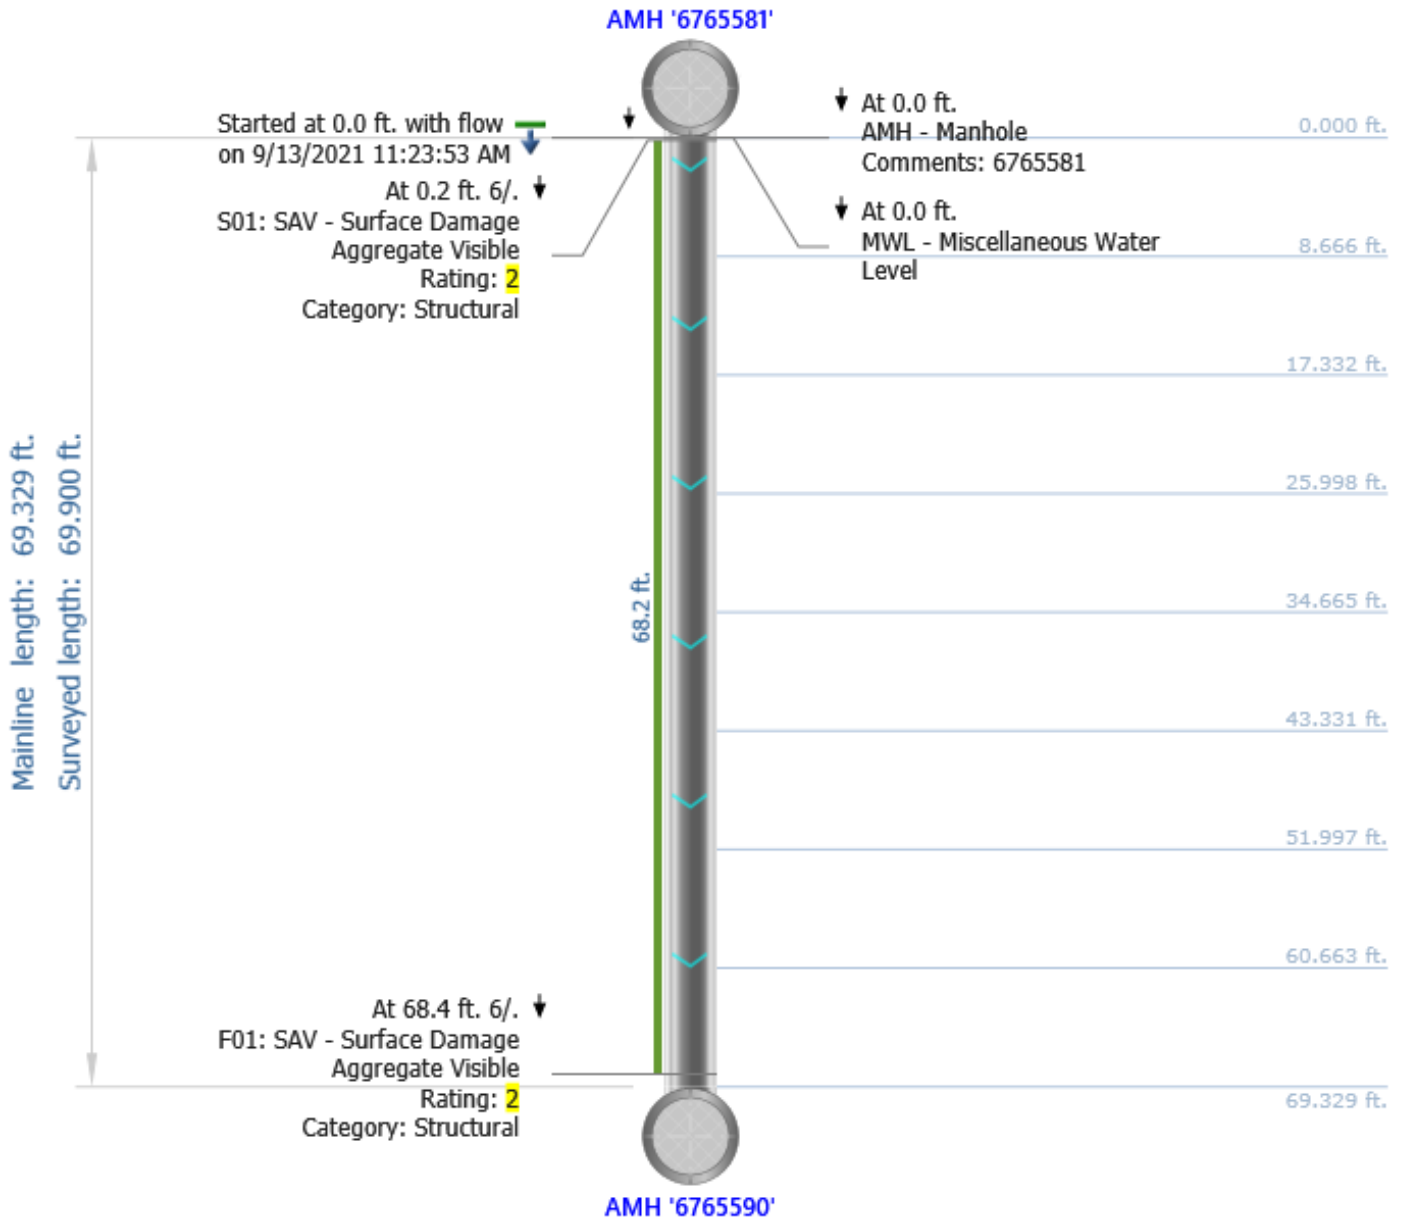 AMH '6765581'
Started at 0.0 ft. with flow
on 9/13/2021 11:23:53 AM
At 0.2 ft. 6/.
S01: SAV - Surface Damage
Aggregate Visible
Rating: 2
Category: Structural
At 0.0 ft.
AMH - Manhole
Comments: 6765581
At 0.0 ft.
MWL - Miscellaneous Water
Level
0.000 ft.
8.666 ft.
17.332 ft.
25.998 ft.
34.665 ft.
43.331 ft.
51.997 ft.
60.663 ft.
69.329 ft.
Mainline length: 69.329 ft.
Surveyed length: 69.900 ft.
68.2 ft.
At 68.4 ft. 6/.
F01: SAV - Surface Damage
Aggregate Visible
Rating: 2
Category: Structural
AMH '6765590'